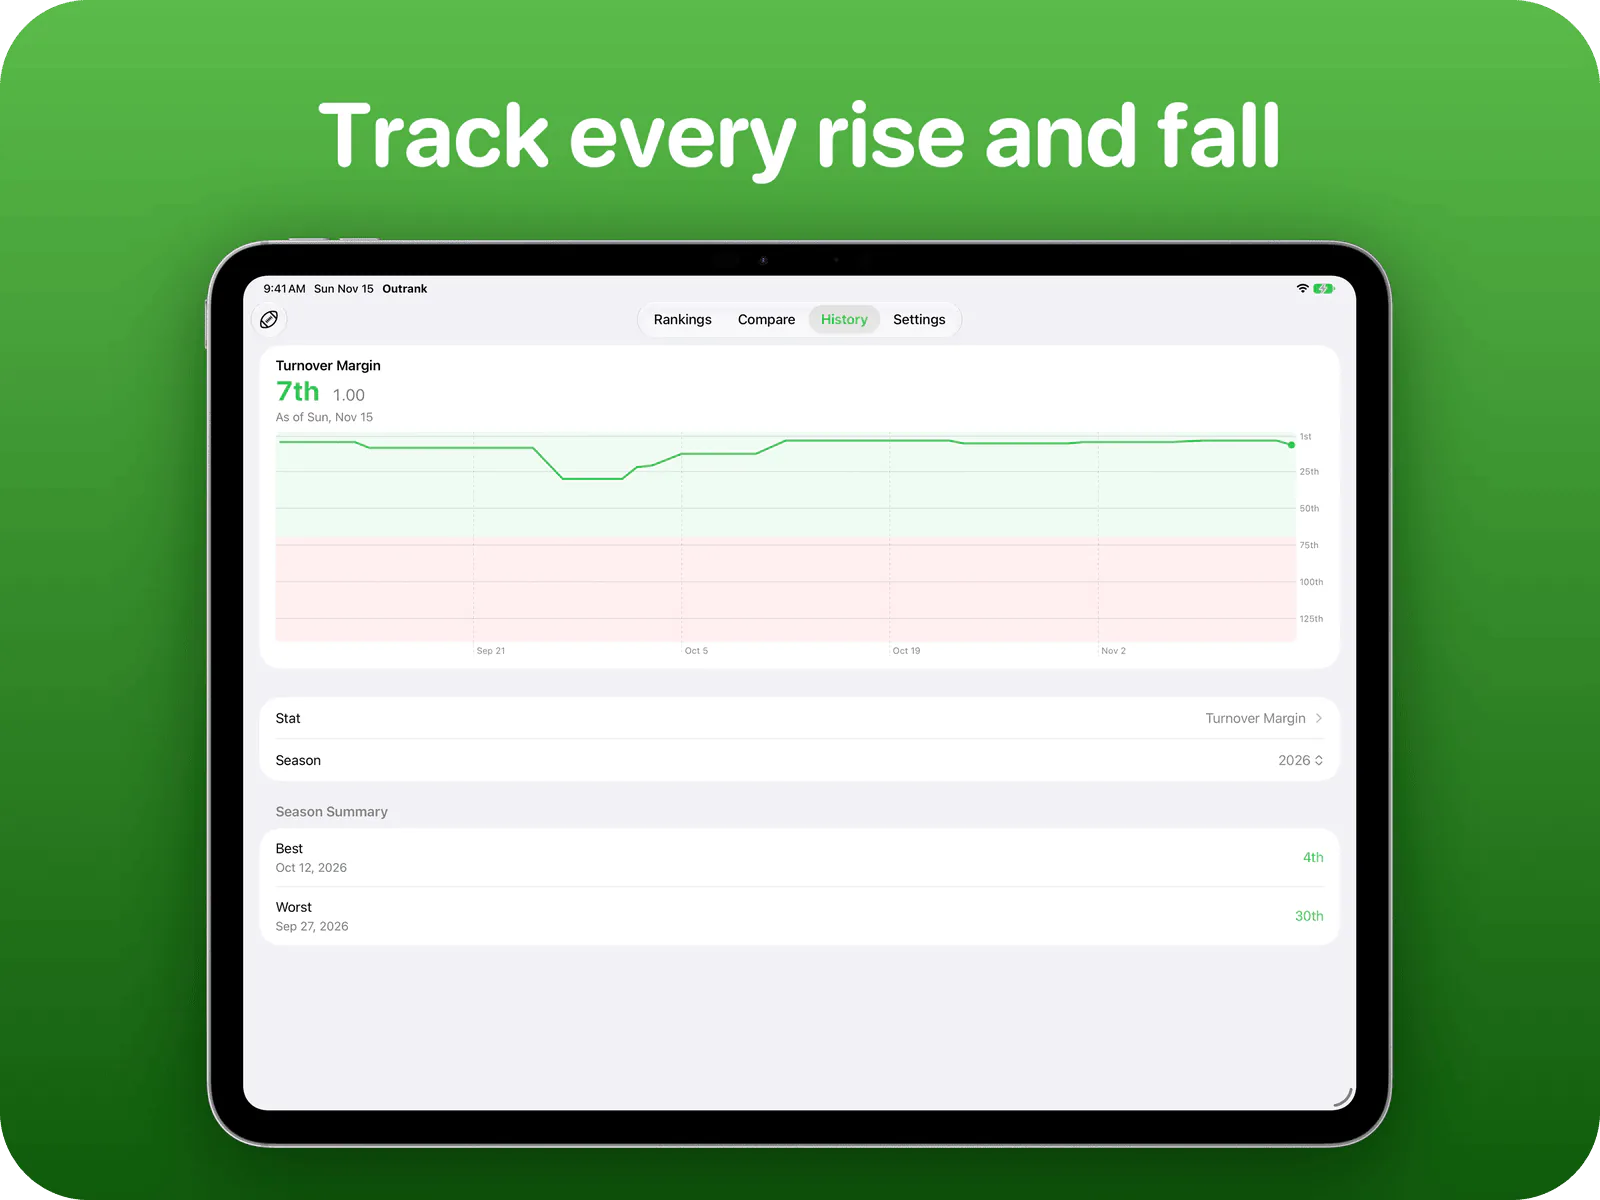 Track every rise and fall
9:41 AM Sun Nov 15 Outrank
Rankings Compare History Settings
Turnover Margin
7th 1.00
As of Sun, Nov 15
1st
25th
50th
75th
100th
125th
Sep 21 Oct 5 Oct 19 Nov 2
Stat Turnover Margin
Season 2026
Season Summary
Best
Oct 12, 2026
4th
Worst
Sep 27, 2026
30th